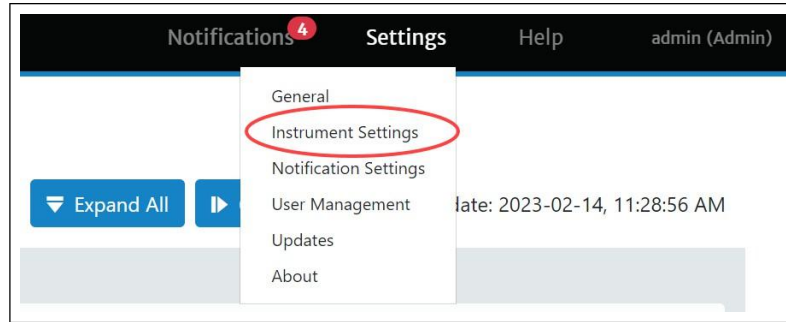 Notifications 4 Settings Help admin (Admin)
General
Instrument Settings
Notification Settings
Expand All User Management date: 2023-02-14, 11:28:56 AM
Updates
About